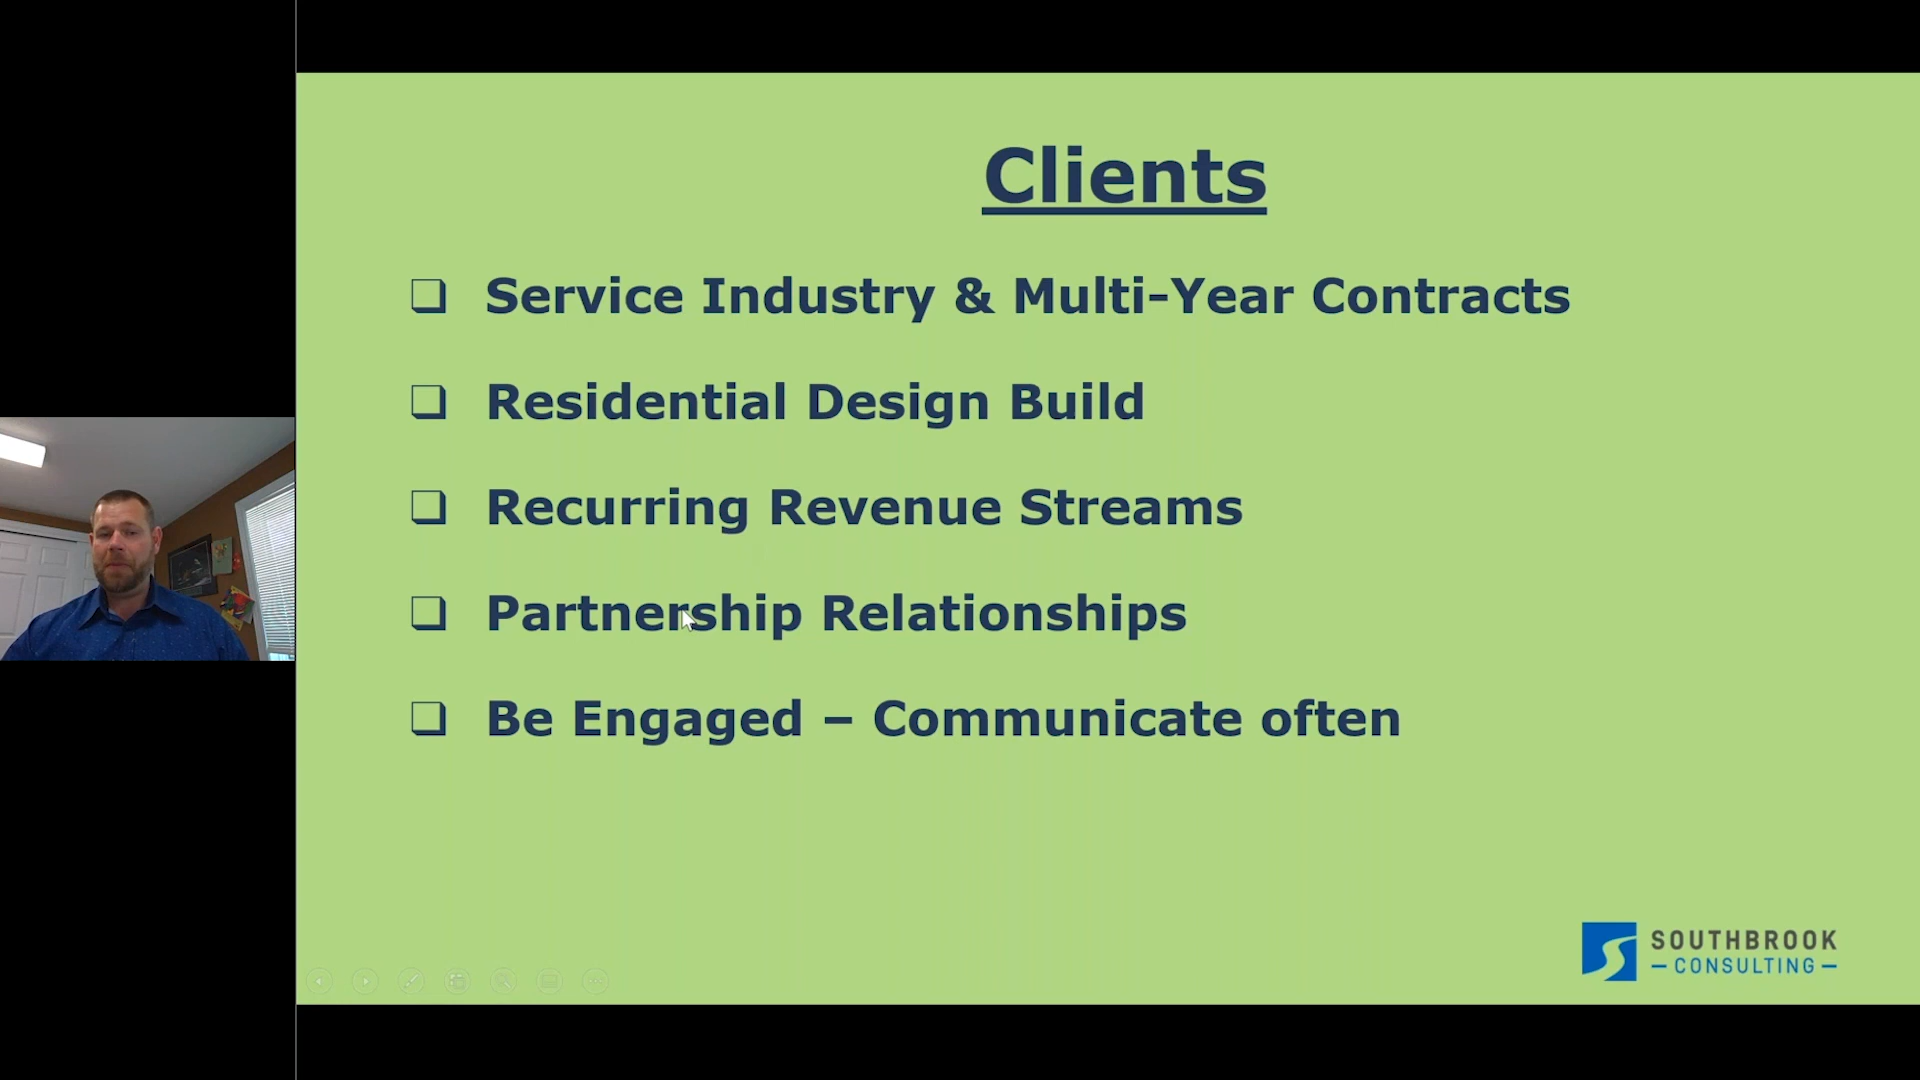 Clients
❑ Service Industry & Multi-Year Contracts
❑ Residential Design Build
❑ Recurring Revenue Streams
❑ Partnership Relationships
❑ Be Engaged – Communicate often
SOUTHBROOK
– CONSULTING –